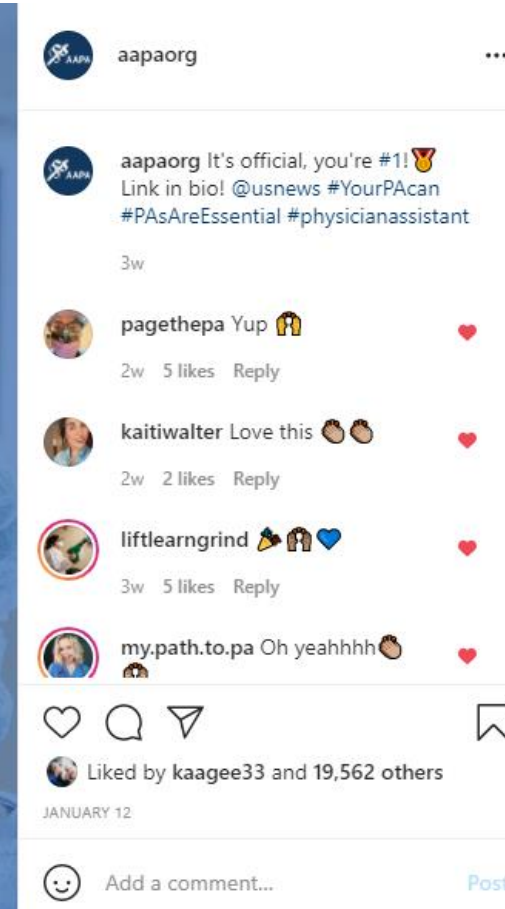 AAPA aapaorg
AAPA aapaorg It's official, you're #1!🏅
Link in bio! @usnews #YourPAcan
#PAsAreEssential #physicianassistant
3w
pagethepa Yup 🙌
2w 5 likes Reply
kaitiwalter Love this 👏🏽👏🏽
2w 2 likes Reply
liftlearngrind 🎉🙌🏽💙
3w 5 likes Reply
my.path.to.pa Oh yeahhhh👏🏽
🙌🏽
Liked by kaagee33 and 19,562 others
JANUARY 12
Add a comment... Post